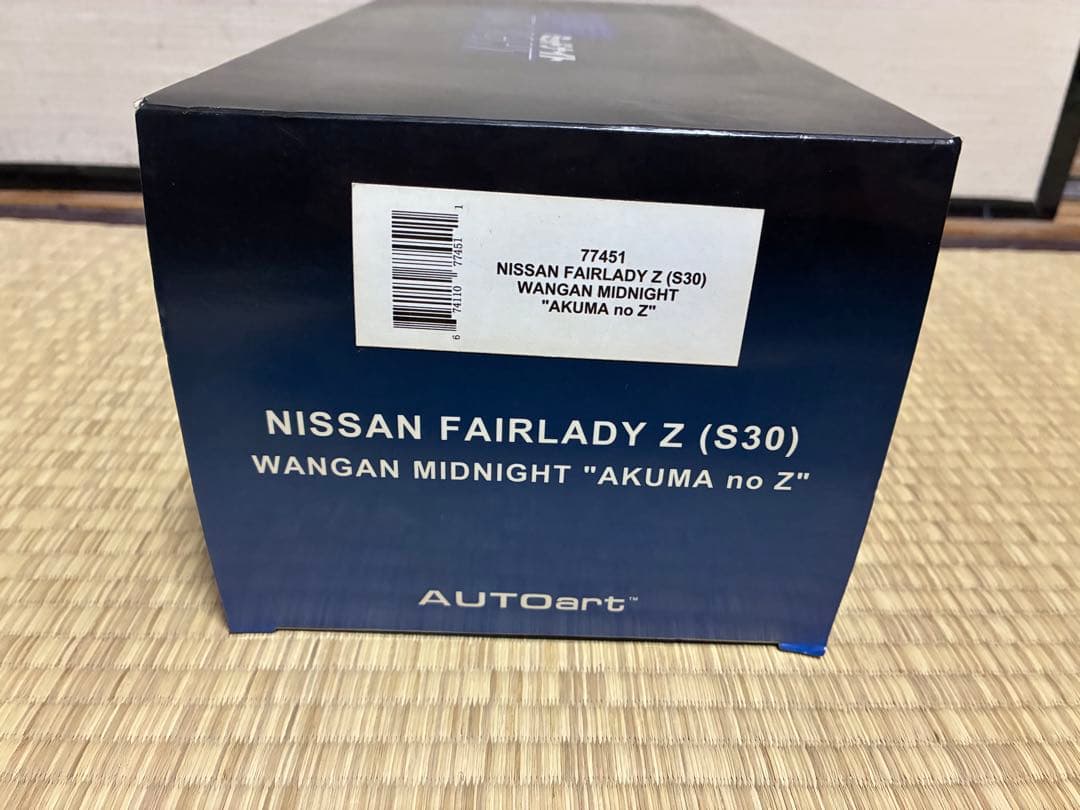 77451
NISSAN FAIRLADY Z (S30)
WANGAN MIDNIGHT
"AKUMA no Z"
6 74110 77451 1
NISSAN FAIRLADY Z (S30)
WANGAN MIDNIGHT "AKUMA no Z"
AUTOart™